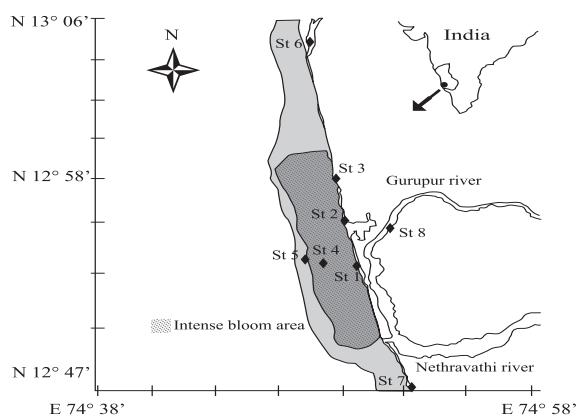 N 13° 06’
N
St 6
India
N 12° 58’
St 3
Gurupur river
St 2
St 8
St 5
St 4
St 1
Intense bloom area
Nethravathi river
N 12° 47’
St 7
E 74° 38’
E 74° 58’